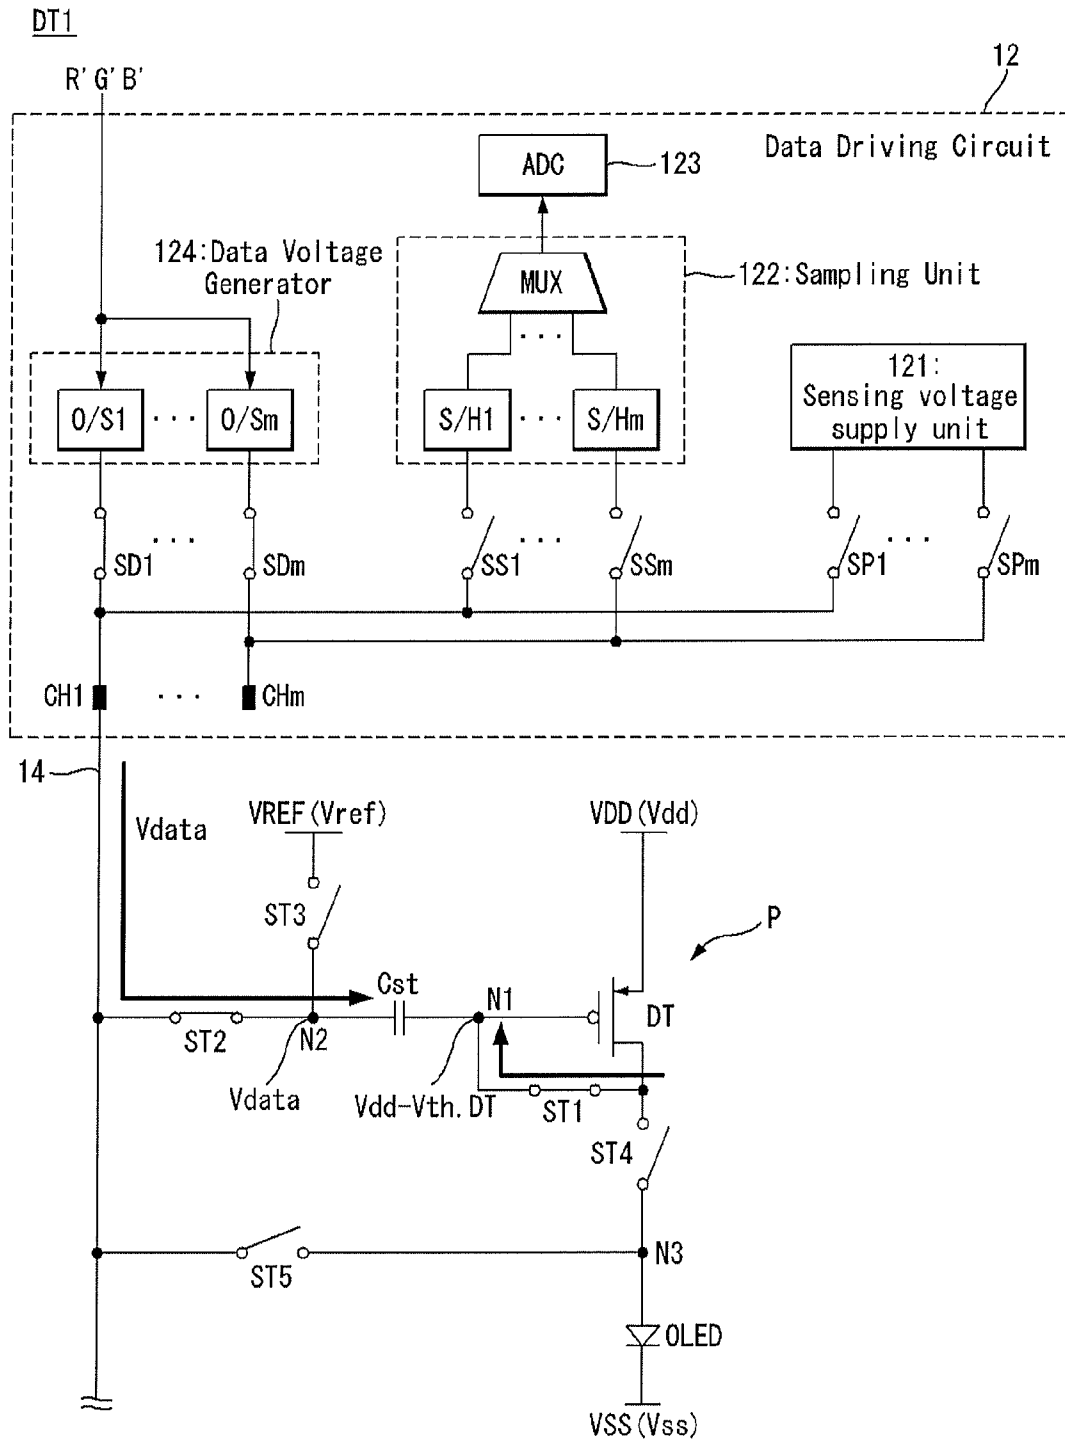 DT1
R' G' B'
12
Data Driving Circuit
ADC
123
124:Data Voltage
Generator
MUX
122:Sampling Unit
O/S1
...
O/Sm
S/H1
...
S/Hm
...
121:
Sensing voltage
supply unit
SD1
...
SDm
SS1
...
SSm
SP1
...
SPm
CH1
...
CHm
14
Vdata
VREF(Vref)
VDD(Vdd)
ST3
P
Cst
N1
DT
ST2
N2
Vdata
Vdd-Vth.DT
ST1
ST4
ST5
N3
OLED
VSS(Vss)